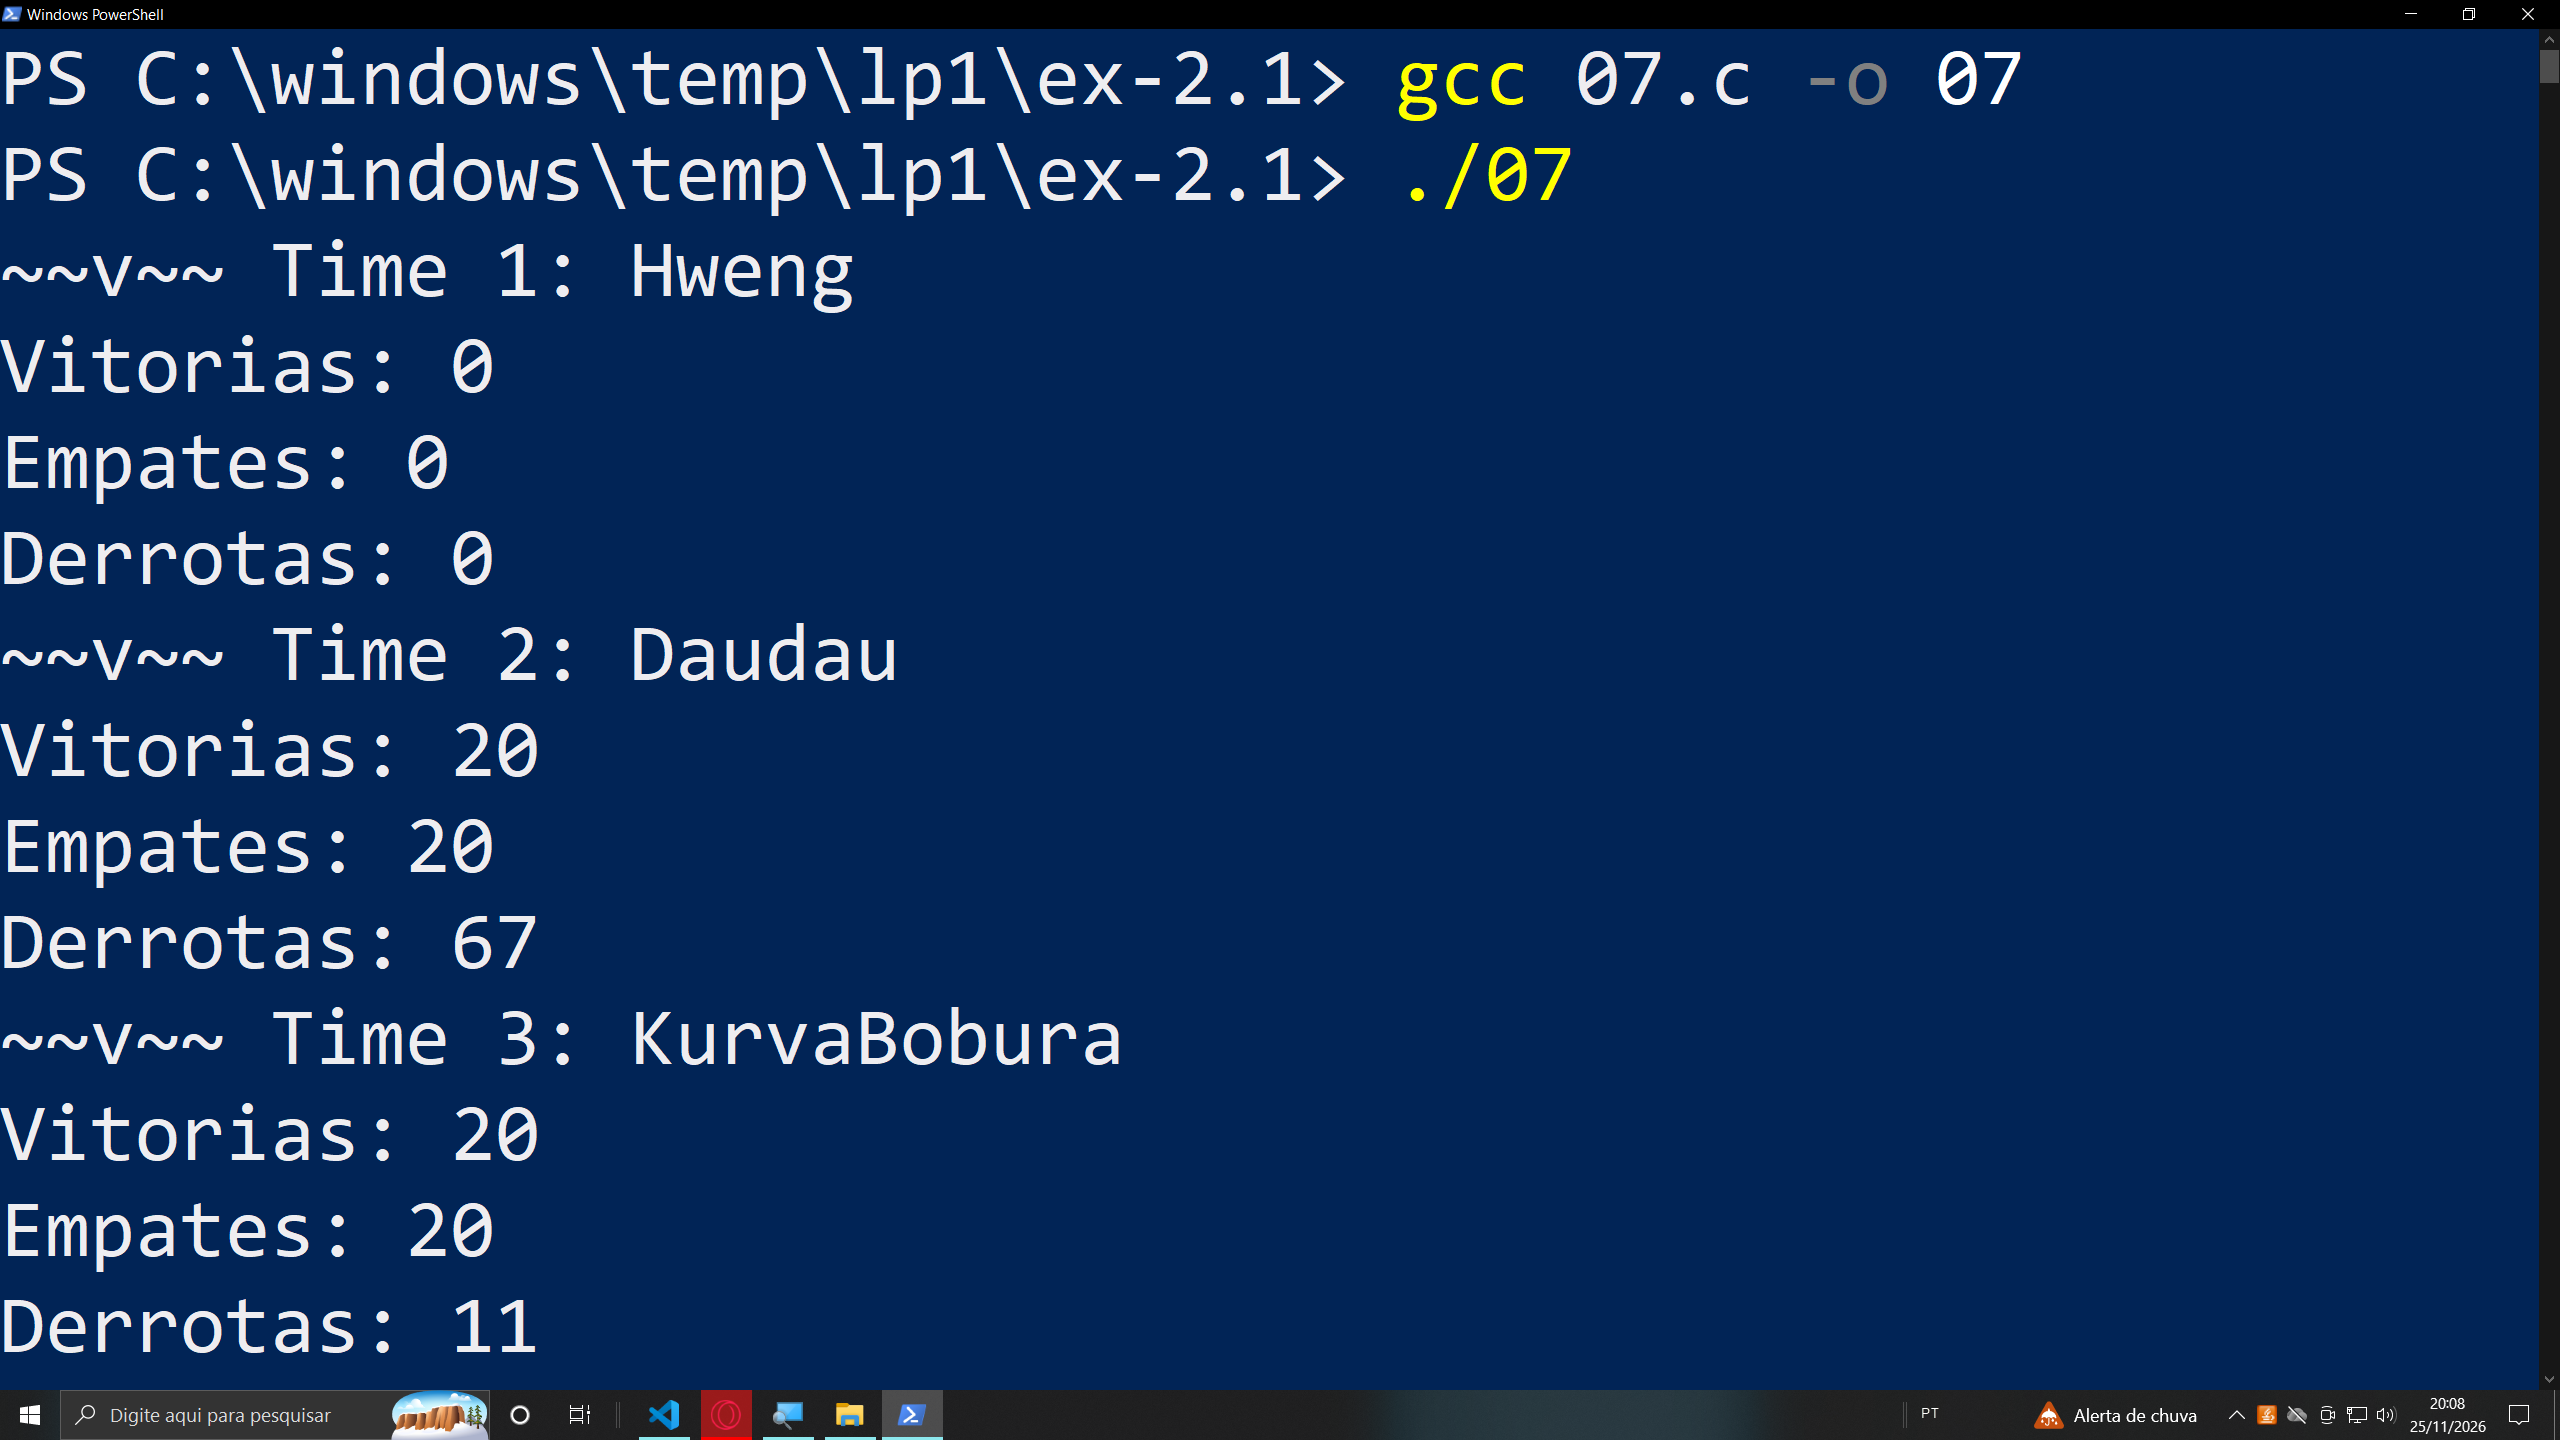 Windows PowerShell
PS C:\windows\temp\lp1\ex-2.1> gcc 07.c -o 07
PS C:\windows\temp\lp1\ex-2.1> ./07
~~v~~ Time 1: Hweng
Vitorias: 0
Empates: 0
Derrotas: 0
~~v~~ Time 2: Daudau
Vitorias: 20
Empates: 20
Derrotas: 67
~~v~~ Time 3: KurvaBobura
Vitorias: 20
Empates: 20
Derrotas: 11
Digite aqui para pesquisar
PT
Alerta de chuva
20:08
25/11/2026